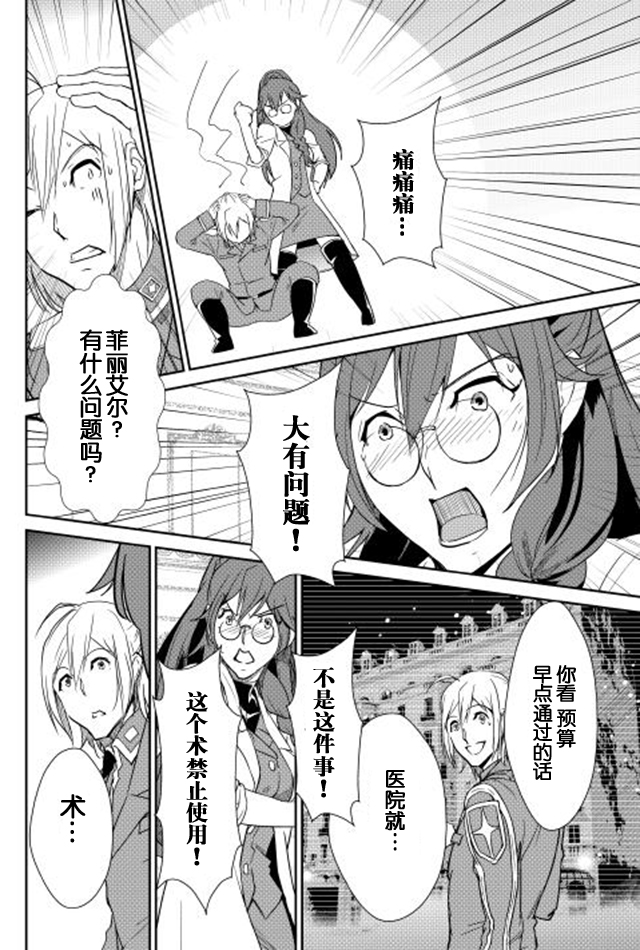 痛痛痛…
菲丽艾尔？
有什么问题吗？
大有问题！
你看 预算
早点通过的话
医院就…
不是这件事！
这个术禁止使用！
术…